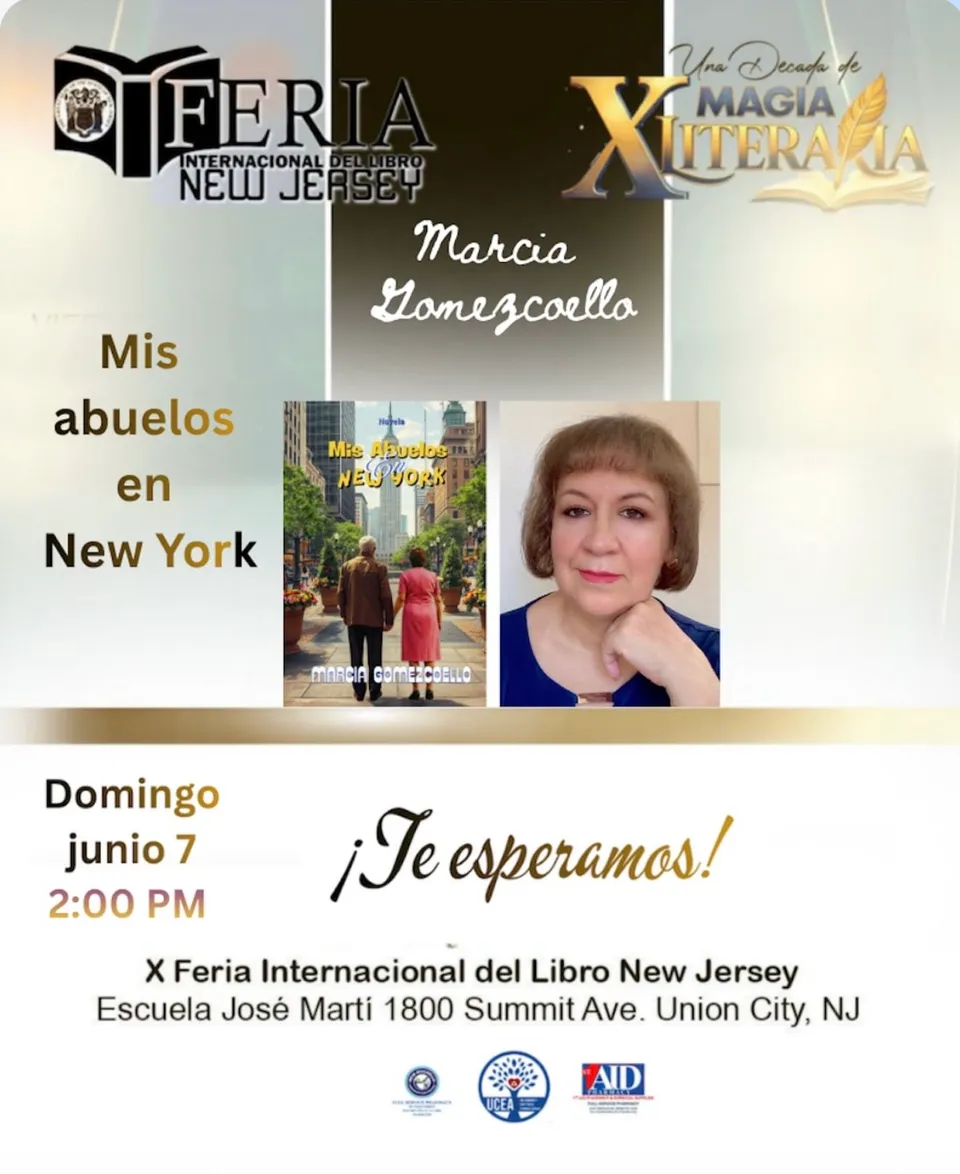 FERIA
INTERNACIONAL DEL LIBRO
NEW JERSEY
Una Decada de
X MAGIA
LITERARIA
Marcia
Gomezcoello
Mis
abuelos
en
New York
Novela
Mis Abuelos
En
NEW YORK
MARCIA GOMEZCOELLO
Domingo
junio 7
2:00 PM
¡Te esperamos!
X Feria Internacional del Libro New Jersey
Escuela José Martí 1800 Summit Ave. Union City, NJ
UCEA
AID
PHARMACY